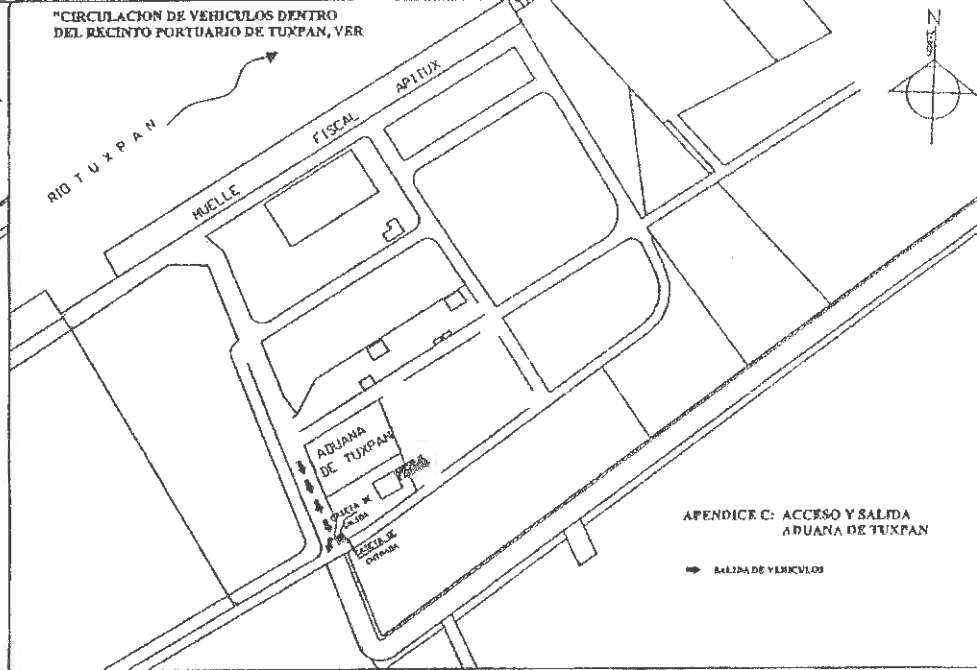 "CIRCULACION DE VEHICULOS DENTRO
DEL RECINTO PORTUARIO DE TUXPAN, VER
N
RIO TUXPAN
MUELLE FISCAL APITUX
ADUANA
DE TUXPAN
CASETA DE
SALIDA
CASETA DE
ENTRADA
APENDICE C: ACCESO Y SALIDA
ADUANA DE TUXPAN
SALIDA DE VEHICULOS